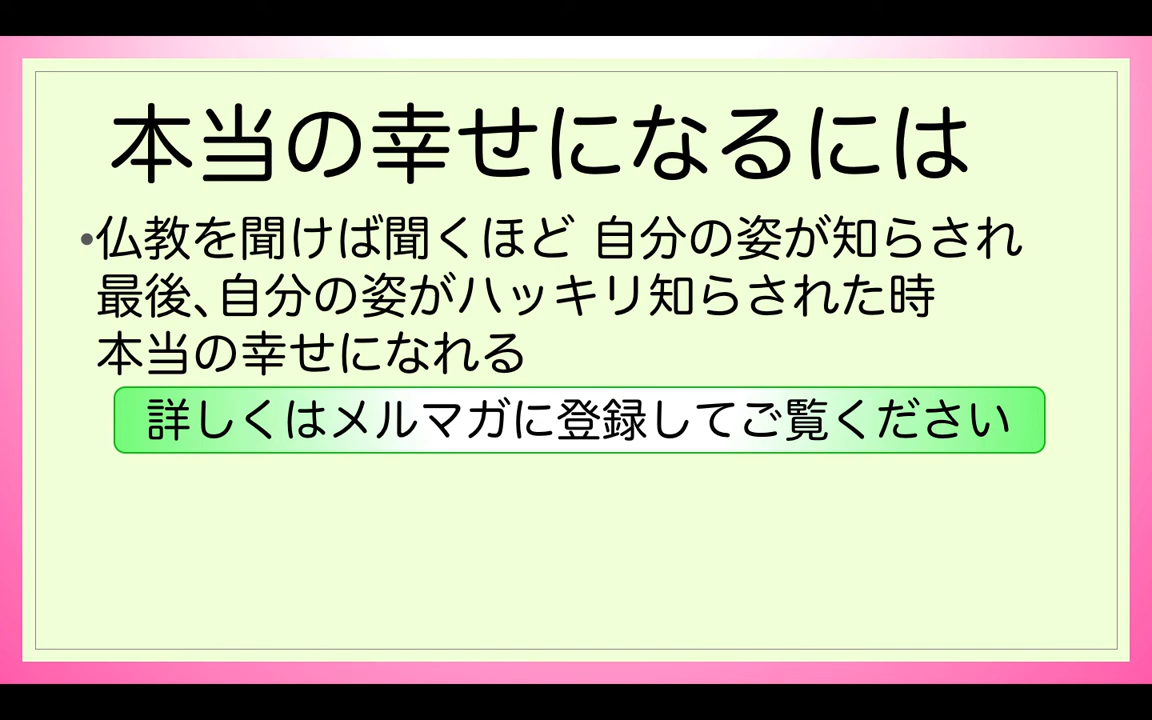 本当の幸せになるには
•仏教を聞けば聞くほど 自分の姿が知らされ
最後、自分の姿がハッキリ知らされた時
本当の幸せになれる
詳しくはメルマガに登録してご覧ください